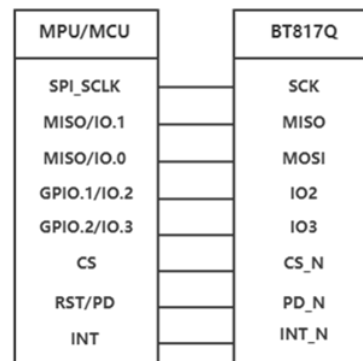 MPU/MCU BT817Q
SPI_SCLK SCK
MISO/IO.1 MISO
MISO/IO.0 MOSI
GPIO.1/IO.2 IO2
GPIO.2/IO.3 IO3
CS CS_N
RST/PD PD_N
INT INT_N